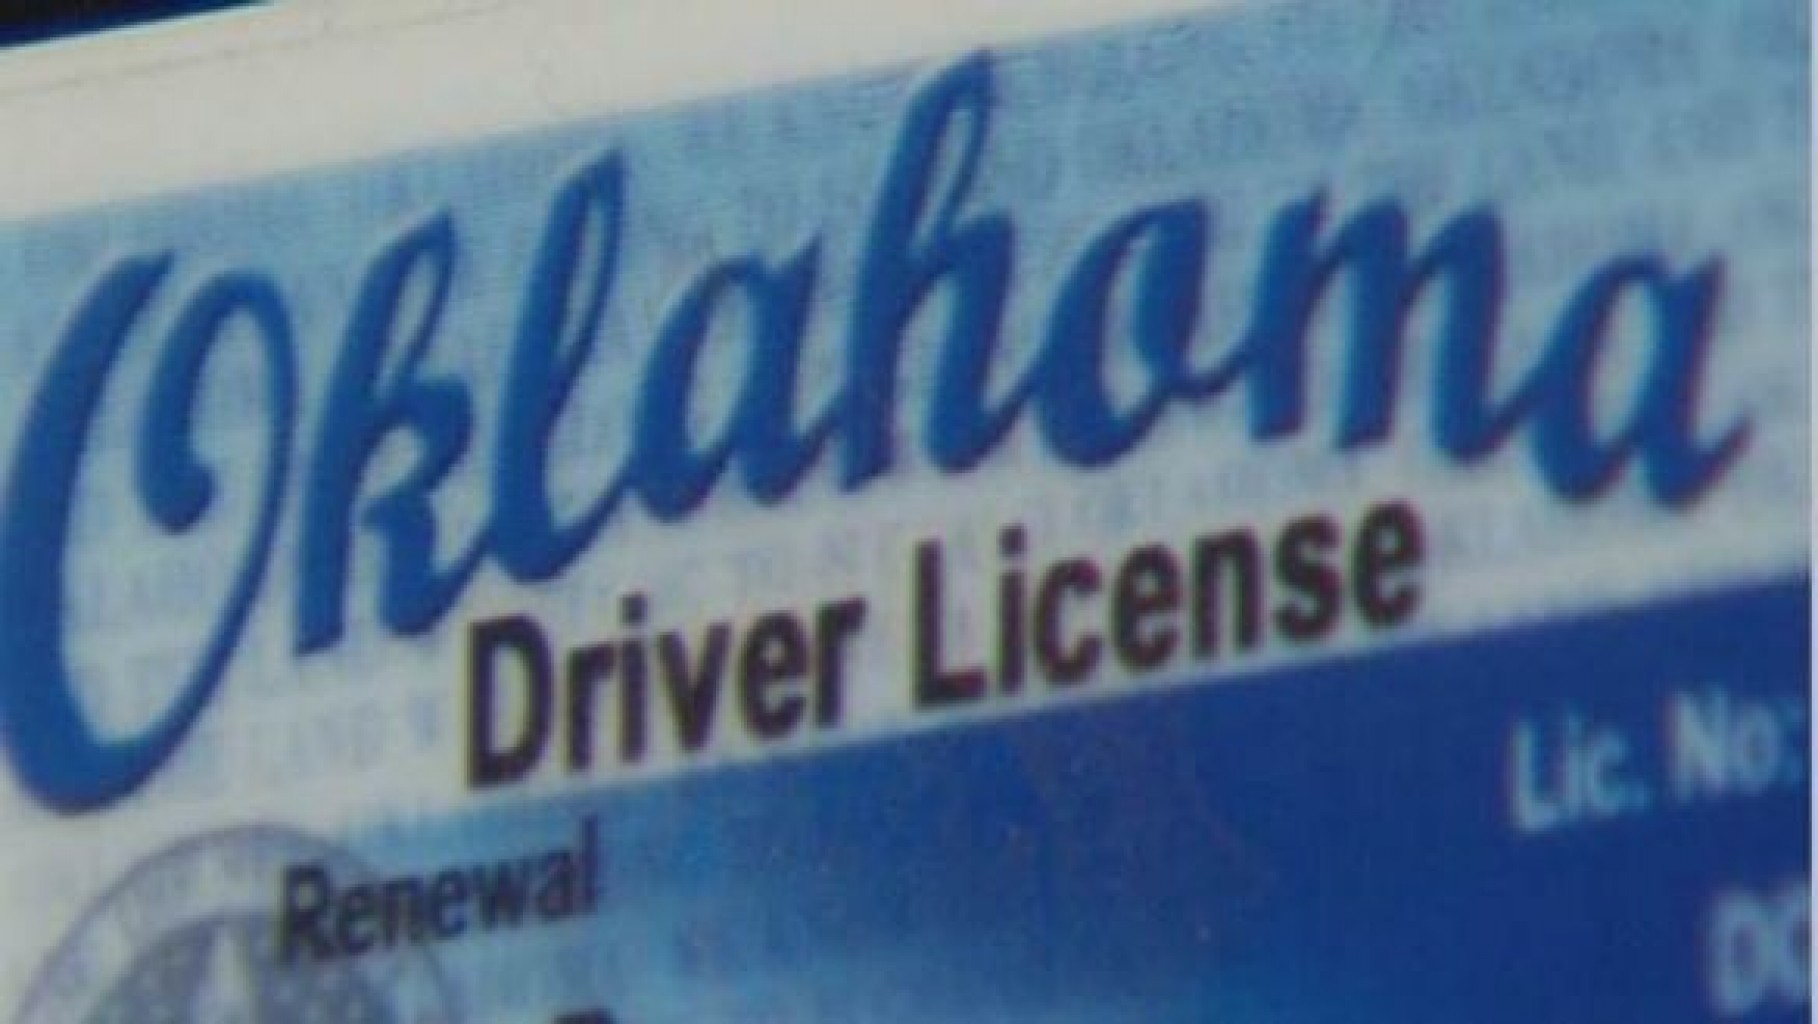 Oklahoma
Driver License
Lic. No:
Renewal